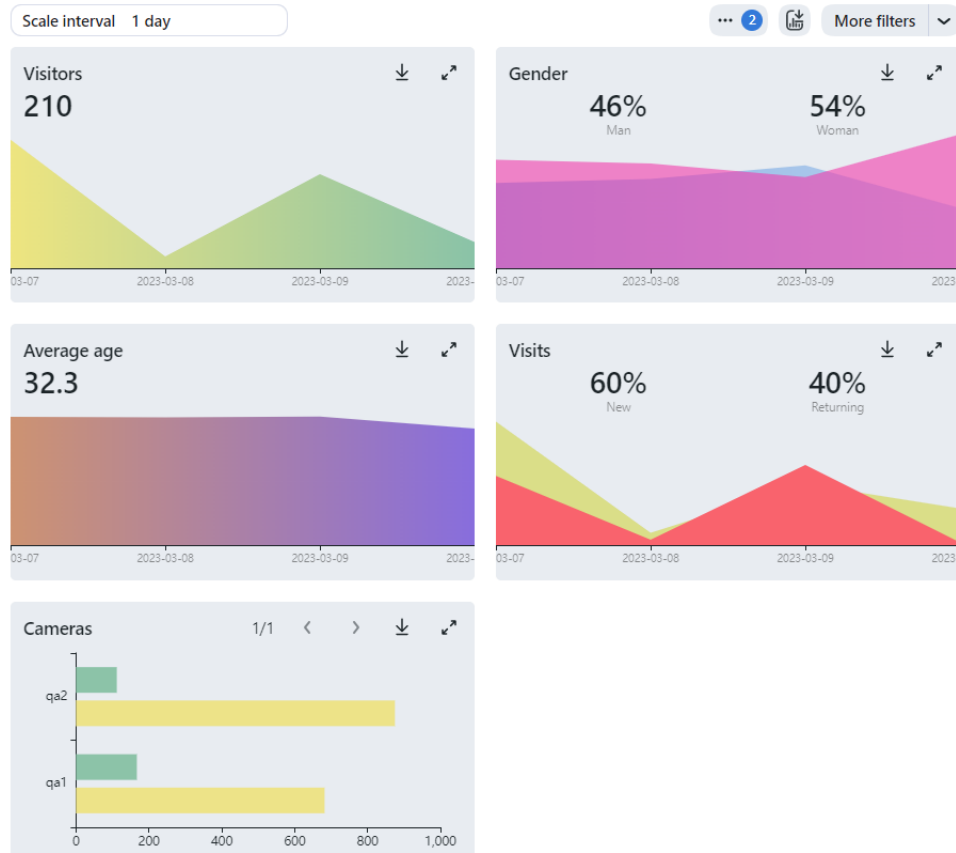 Scale interval 1 day
... 2
More filters
Visitors
210
03-07 2023-03-08 2023-03-09 2023-
Gender
46% 54%
Man Woman
03-07 2023-03-08 2023-03-09 2023
Average age
32.3
03-07 2023-03-08 2023-03-09 2023-
Visits
60% 40%
New Returning
03-07 2023-03-08 2023-03-09 2023
Cameras 1/1
qa2
qa1
0 200 400 600 800 1,000